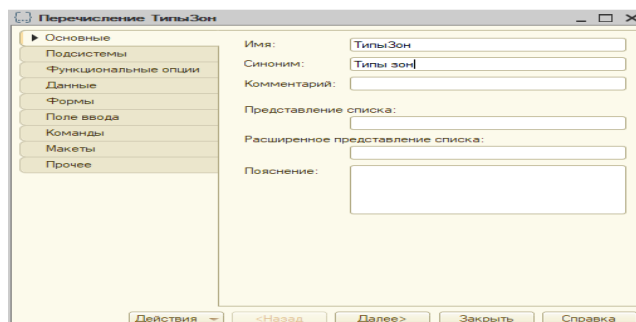 Перечисление ТипыЗон
Основные
Подсистемы
Функциональные опции
Данные
Формы
Поле ввода
Команды
Макеты
Прочее
Имя: ТипыЗон
Синоним: Типы зон
Комментарий:
Представление списка:
Расширенное представление списка:
Пояснение:
Действия <Назад Далее> Закрыть Справка